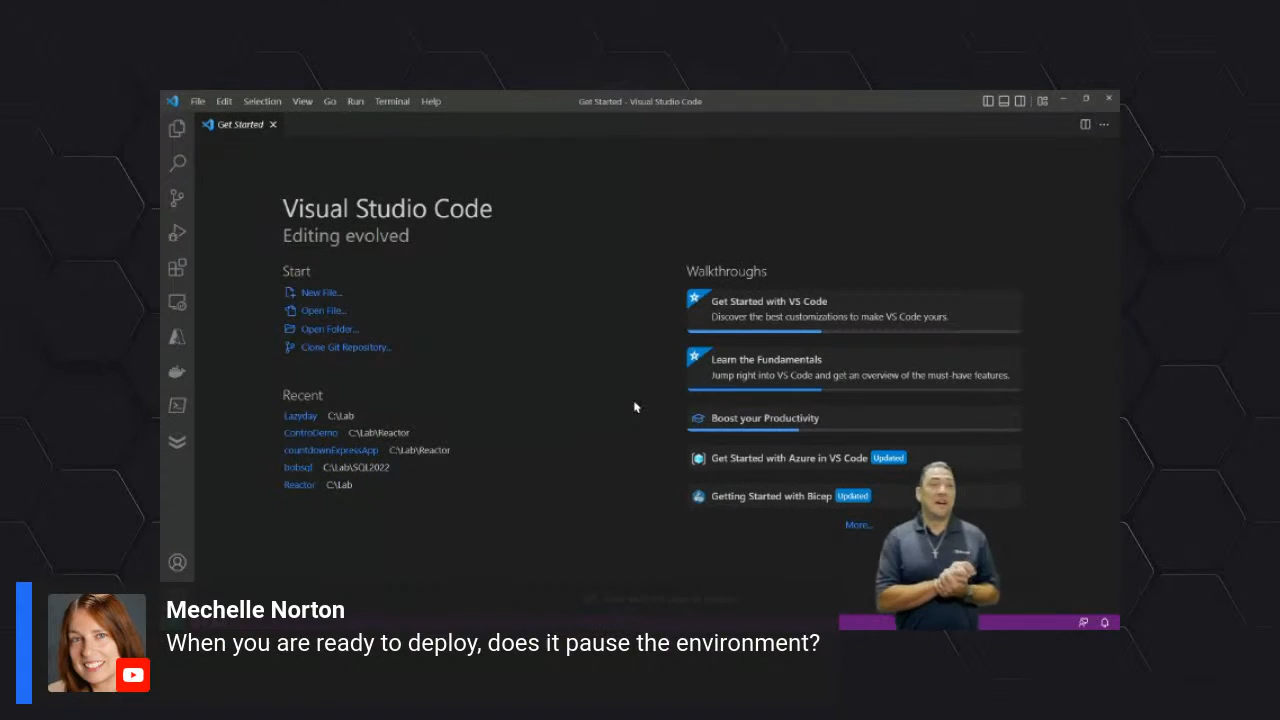 File Edit Selection View Go Run Terminal Help
Get Started - Visual Studio Code
Get Started
Visual Studio Code
Editing evolved
Start
New File...
Open File...
Open Folder...
Clone Git Repository...
Recent
Lazyday C:\Lab
ControDemo C:\Lab\Reactor
countdownExpressApp C:\Lab\Reactor
bobsql C:\Lab\SQL2022
Reactor C:\Lab
Walkthroughs
Get Started with VS Code
Discover the best customizations to make VS Code yours.
Learn the Fundamentals
Jump right into VS Code and get an overview of the must-have features.
Boost your Productivity
Get Started with Azure in VS Code Updated
Getting Started with Bicep Updated
More...
Mechelle Norton
When you are ready to deploy, does it pause the environment?